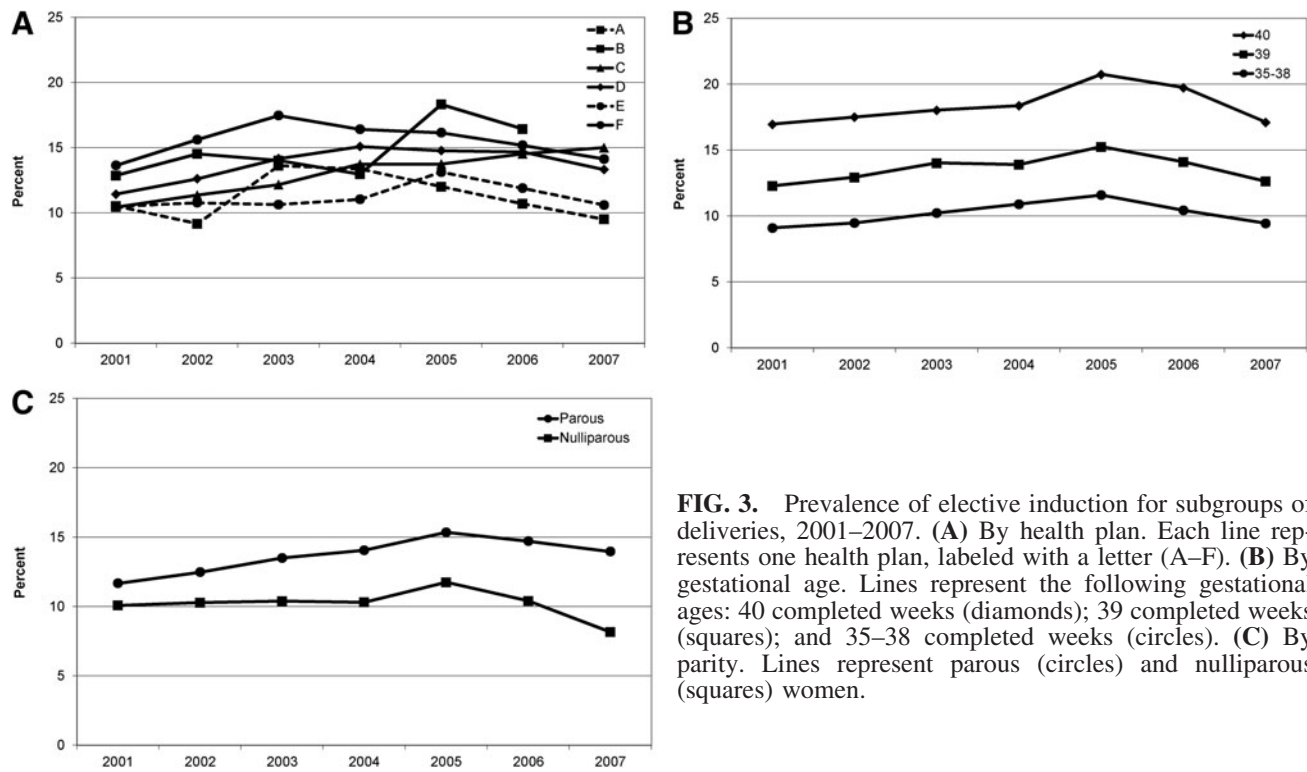 A
25
20
15
10
5
0
Percent
2001 2002 2003 2004 2005 2006 2007
A
B
C
D
E
F
B
25
20
15
10
5
0
Percent
2001 2002 2003 2004 2005 2006 2007
40
39
35-38
C
25
20
15
10
5
0
Percent
2001 2002 2003 2004 2005 2006 2007
Parous
Nulliparous
FIG. 3. Prevalence of elective induction for subgroups of
deliveries, 2001–2007. (A) By health plan. Each line rep-
resents one health plan, labeled with a letter (A–F). (B) By
gestational age. Lines represent the following gestational
ages: 40 completed weeks (diamonds); 39 completed weeks
(squares); and 35–38 completed weeks (circles). (C) By
parity. Lines represent parous (circles) and nulliparous
(squares) women.